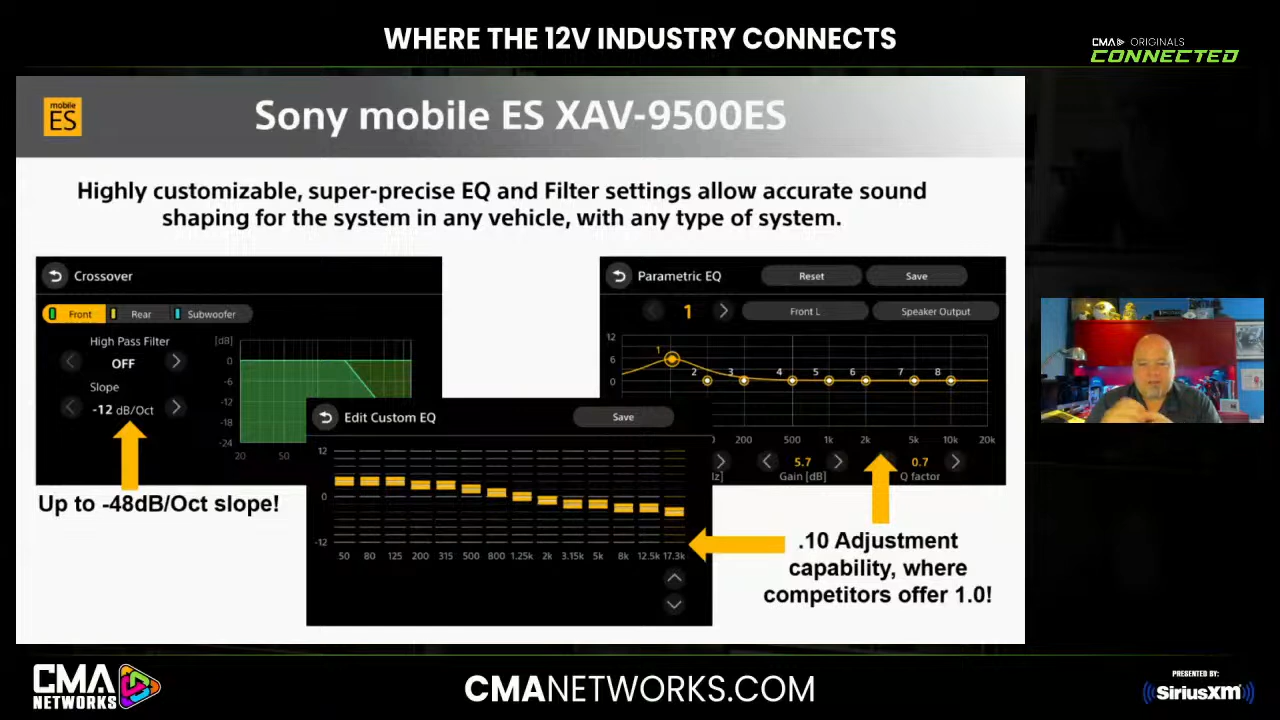 WHERE THE 12V INDUSTRY CONNECTS
CMA ORIGINALS
CONNECTED
mobile
ES
Sony mobile ES XAV-9500ES
Highly customizable, super-precise EQ and Filter settings allow accurate sound
shaping for the system in any vehicle, with any type of system.
Crossover
Front Rear Subwoofer
High Pass Filter
OFF
Slope
-12 dB/Oct
[dB]
0
-6
-12
-18
-24
20 50
Up to -48dB/Oct slope!
Edit Custom EQ Save
12
0
-12
50 80 125 200 315 500 800 1.25k 2k 3.15k 5k 8k 12.5k 17.3k
Parametric EQ Reset Save
1 Front L Speaker Output
12
6
0
1 2 3 4 5 6 7 8
200 500 1k 2k 5k 10k 20k
5.7 0.7
Hz] Gain [dB] Q factor
.10 Adjustment
capability, where
competitors offer 1.0!
CMA
NETWORKS
CMANETWORKS.COM
PRESENTED BY:
SiriusXM